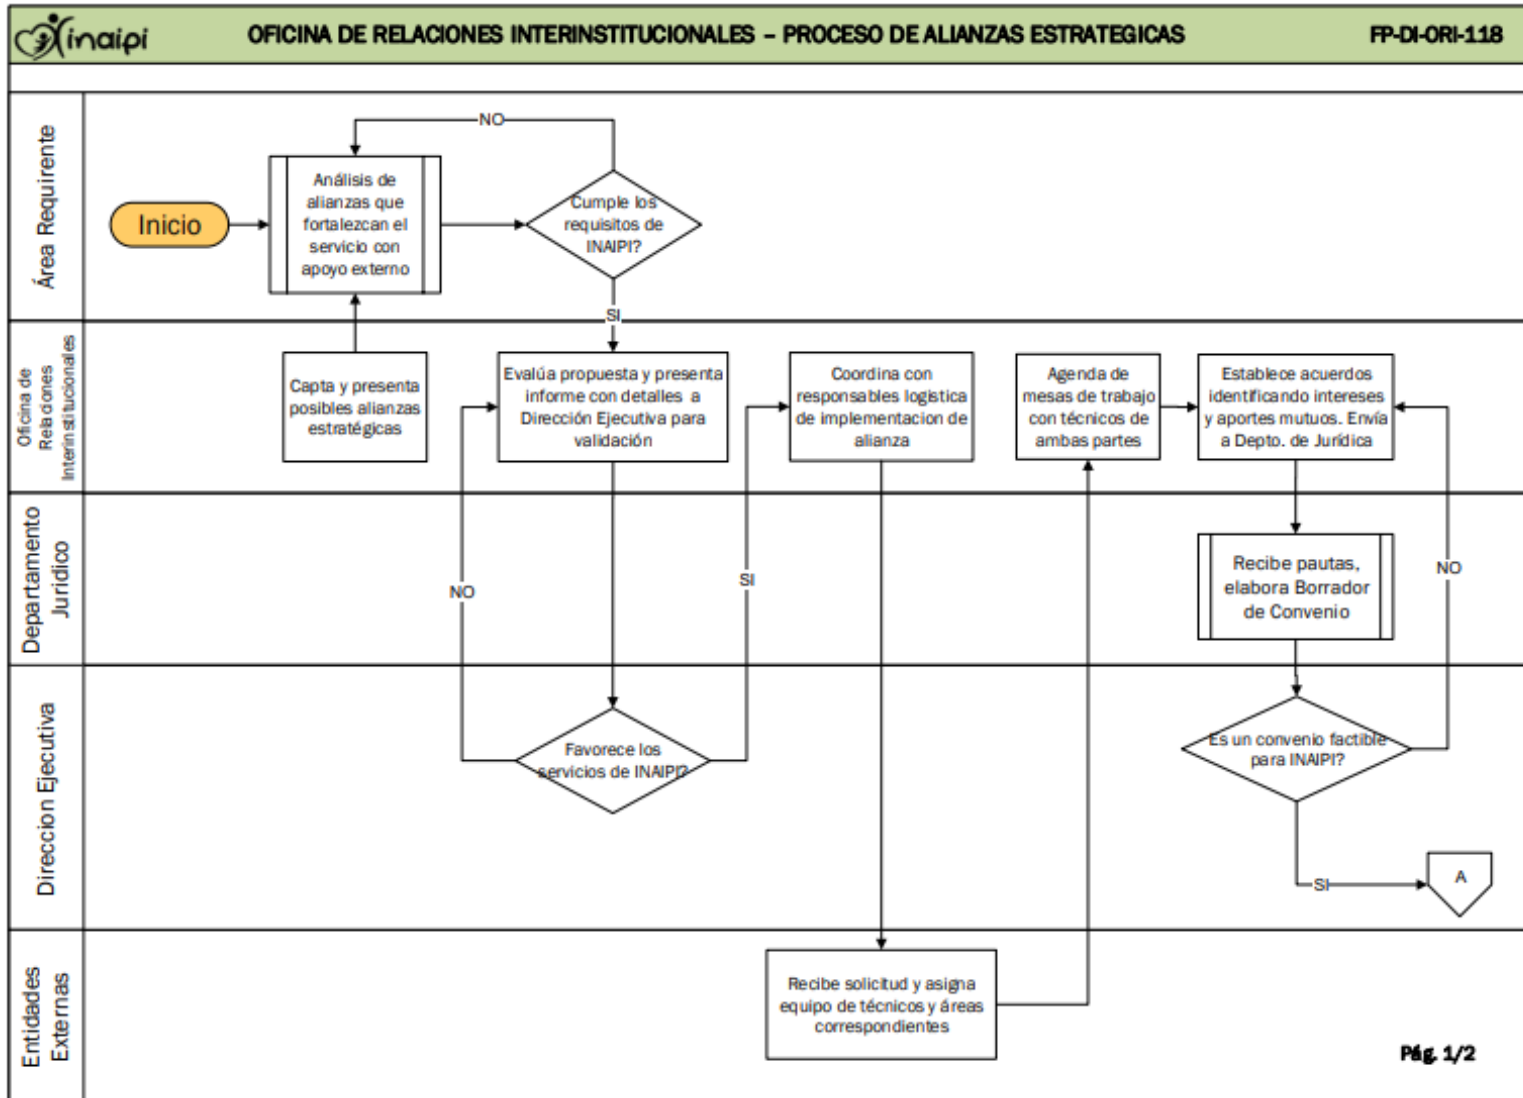 inaipi
OFICINA DE RELACIONES INTERINSTITUCIONALES – PROCESO DE ALIANZAS ESTRATEGICAS
FP-DI-ORI-118
Área Requirente
Inicio
Análisis de
alianzas que
fortalezcan el
servicio con
apoyo externo
NO
Cumple los
requisitos de
INAIPI?
SI
Oficina de
Relaciones
Interinstitucionales
Capta y presenta
posibles alianzas
estratégicas
Evalúa propuesta y presenta
informe con detalles a
Dirección Ejecutiva para
validación
Coordina con
responsables logistica
de implementacion de
alianza
Agenda de
mesas de trabajo
con técnicos de
ambas partes
Establece acuerdos
identificando intereses
y aportes mutuos. Envía
a Depto. de Jurídica
Departamento
Jurídico
NO
SI
Recibe pautas,
elabora Borrador
de Convenio
NO
Direccion Ejecutiva
Favorece los
servicios de INAIPI?
Es un convenio factible
para INAIPI?
SI
A
Entidades
Externas
Recibe solicitud y asigna
equipo de técnicos y áreas
correspondientes
Pág. 1/2